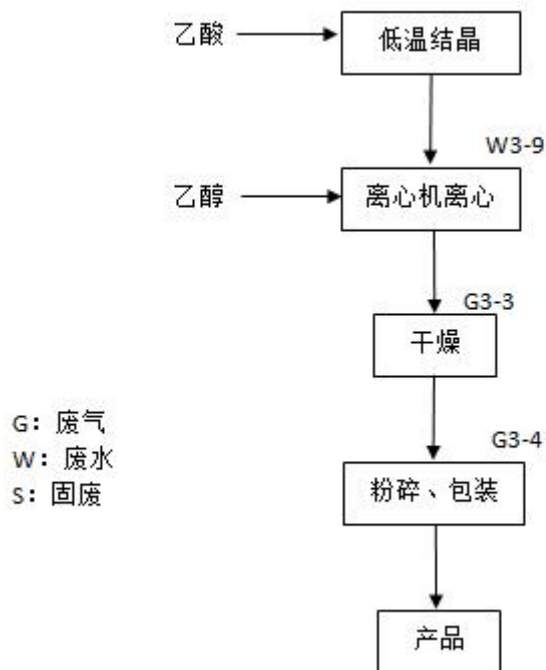 乙酸
低温结晶
W3-9
乙醇
离心机离心
G3-3
干燥
G3-4
G：废气
W：废水
S：固废
粉碎、包装
产品